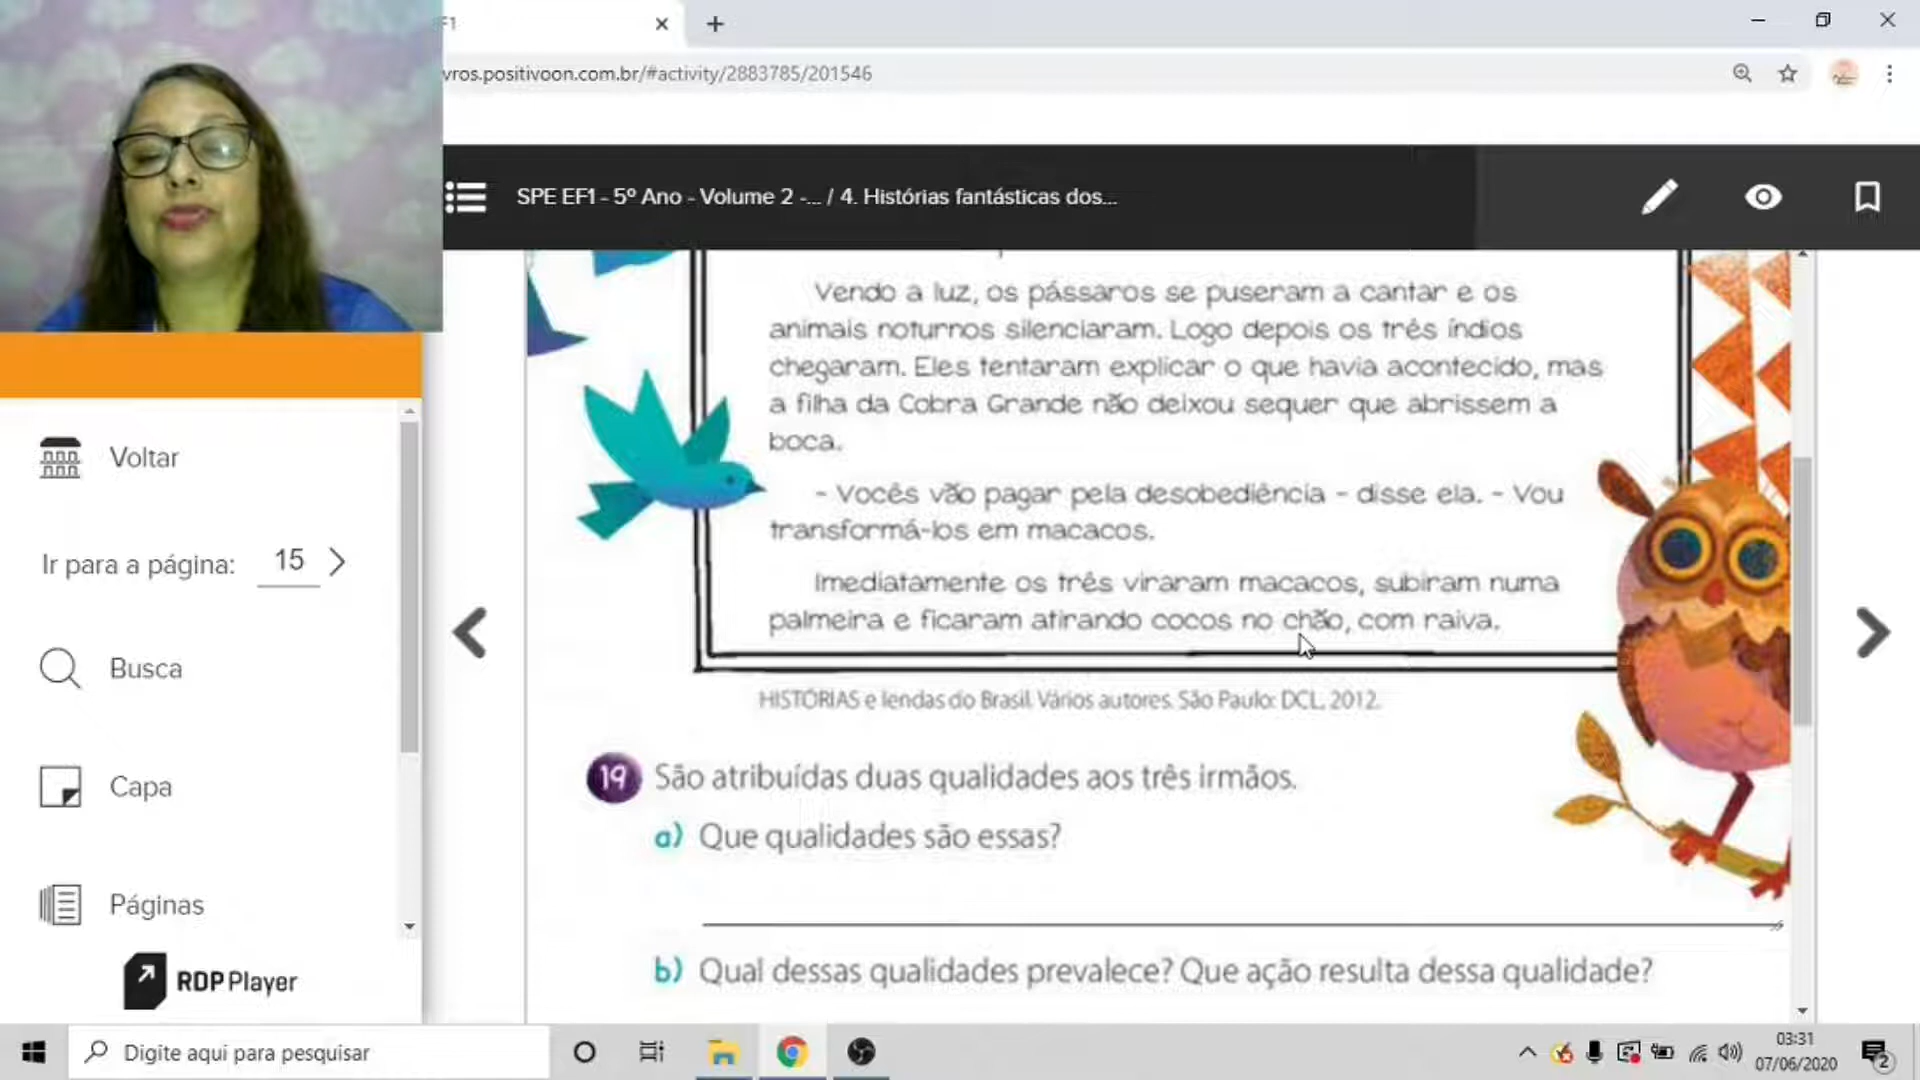 F1
vros.positivoon.com.br/#activity/2883785/201546
SPE EF1 - 5º Ano - Volume 2 -... / 4. Histórias fantásticas dos...
Vendo a luz, os pássaros se puseram a cantar e os
animais noturnos silenciaram. Logo depois os três índios
chegaram. Eles tentaram explicar o que havia acontecido, mas
a filha da Cobra Grande não deixou sequer que abrissem a
boca.
- Vocês vão pagar pela desobediência - disse ela. - Vou
transformá-los em macacos.
Imediatamente os três viraram macacos, subiram numa
palmeira e ficaram atirando cocos no chão, com raiva.
HISTÓRIAS e lendas do Brasil. Vários autores. São Paulo: DCL, 2012.
19 São atribuídas duas qualidades aos três irmãos.
a) Que qualidades são essas?
b) Qual dessas qualidades prevalece? Que ação resulta dessa qualidade?
Voltar
Ir para a página: 15
Busca
Capa
Páginas
RDP Player
Digite aqui para pesquisar
03:31
07/06/2020
2